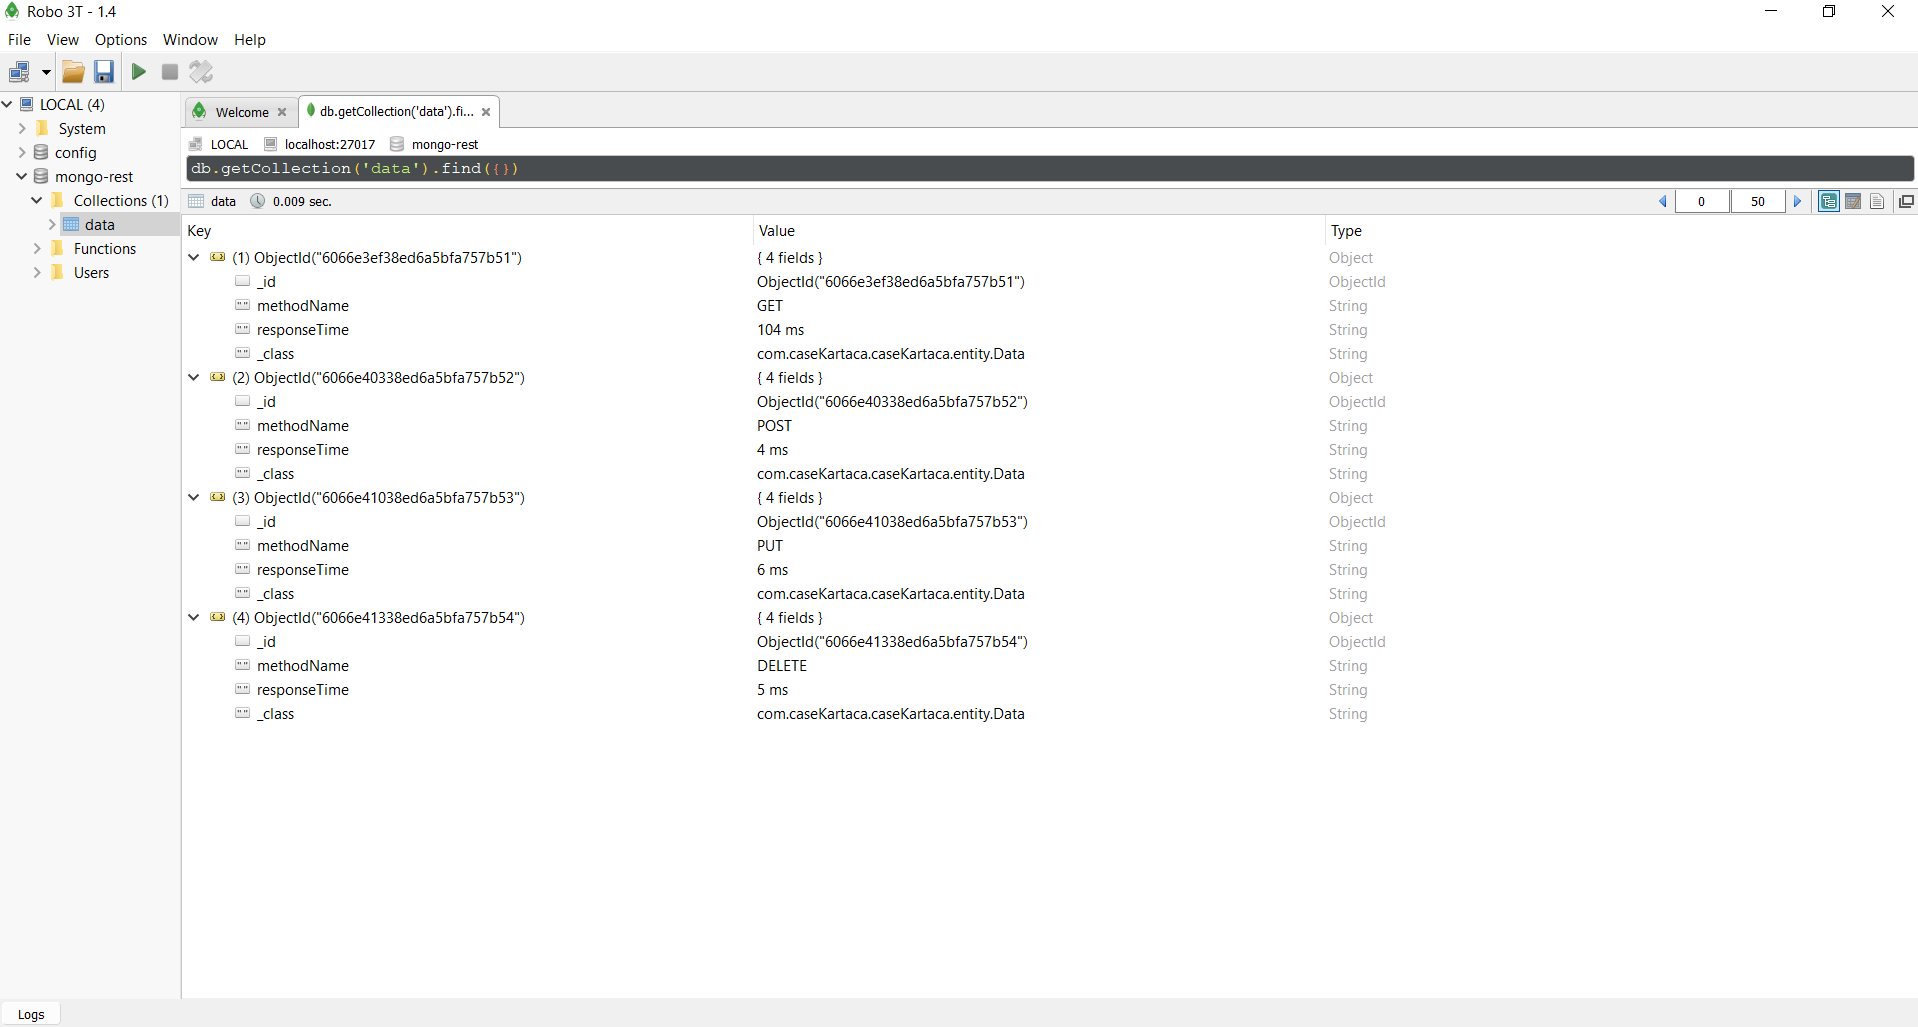 Robo 3T - 1.4
File View Options Window Help
LOCAL (4)
System
config
mongo-rest
Collections (1)
data
Functions
Users
Welcome db.getCollection('data').fi...
LOCAL localhost:27017 mongo-rest
db.getCollection('data').find({})
data 0.009 sec. 0 50
Key Value Type
(1) ObjectId("6066e3ef38ed6a5bfa757b51") { 4 fields } Object
_id ObjectId("6066e3ef38ed6a5bfa757b51") ObjectId
methodName GET String
responseTime 104 ms String
_class com.caseKartaca.caseKartaca.entity.Data String
(2) ObjectId("6066e40338ed6a5bfa757b52") { 4 fields } Object
_id ObjectId("6066e40338ed6a5bfa757b52") ObjectId
methodName POST String
responseTime 4 ms String
_class com.caseKartaca.caseKartaca.entity.Data String
(3) ObjectId("6066e41038ed6a5bfa757b53") { 4 fields } Object
_id ObjectId("6066e41038ed6a5bfa757b53") ObjectId
methodName PUT String
responseTime 6 ms String
_class com.caseKartaca.caseKartaca.entity.Data String
(4) ObjectId("6066e41338ed6a5bfa757b54") { 4 fields } Object
_id ObjectId("6066e41338ed6a5bfa757b54") ObjectId
methodName DELETE String
responseTime 5 ms String
_class com.caseKartaca.caseKartaca.entity.Data String
Logs